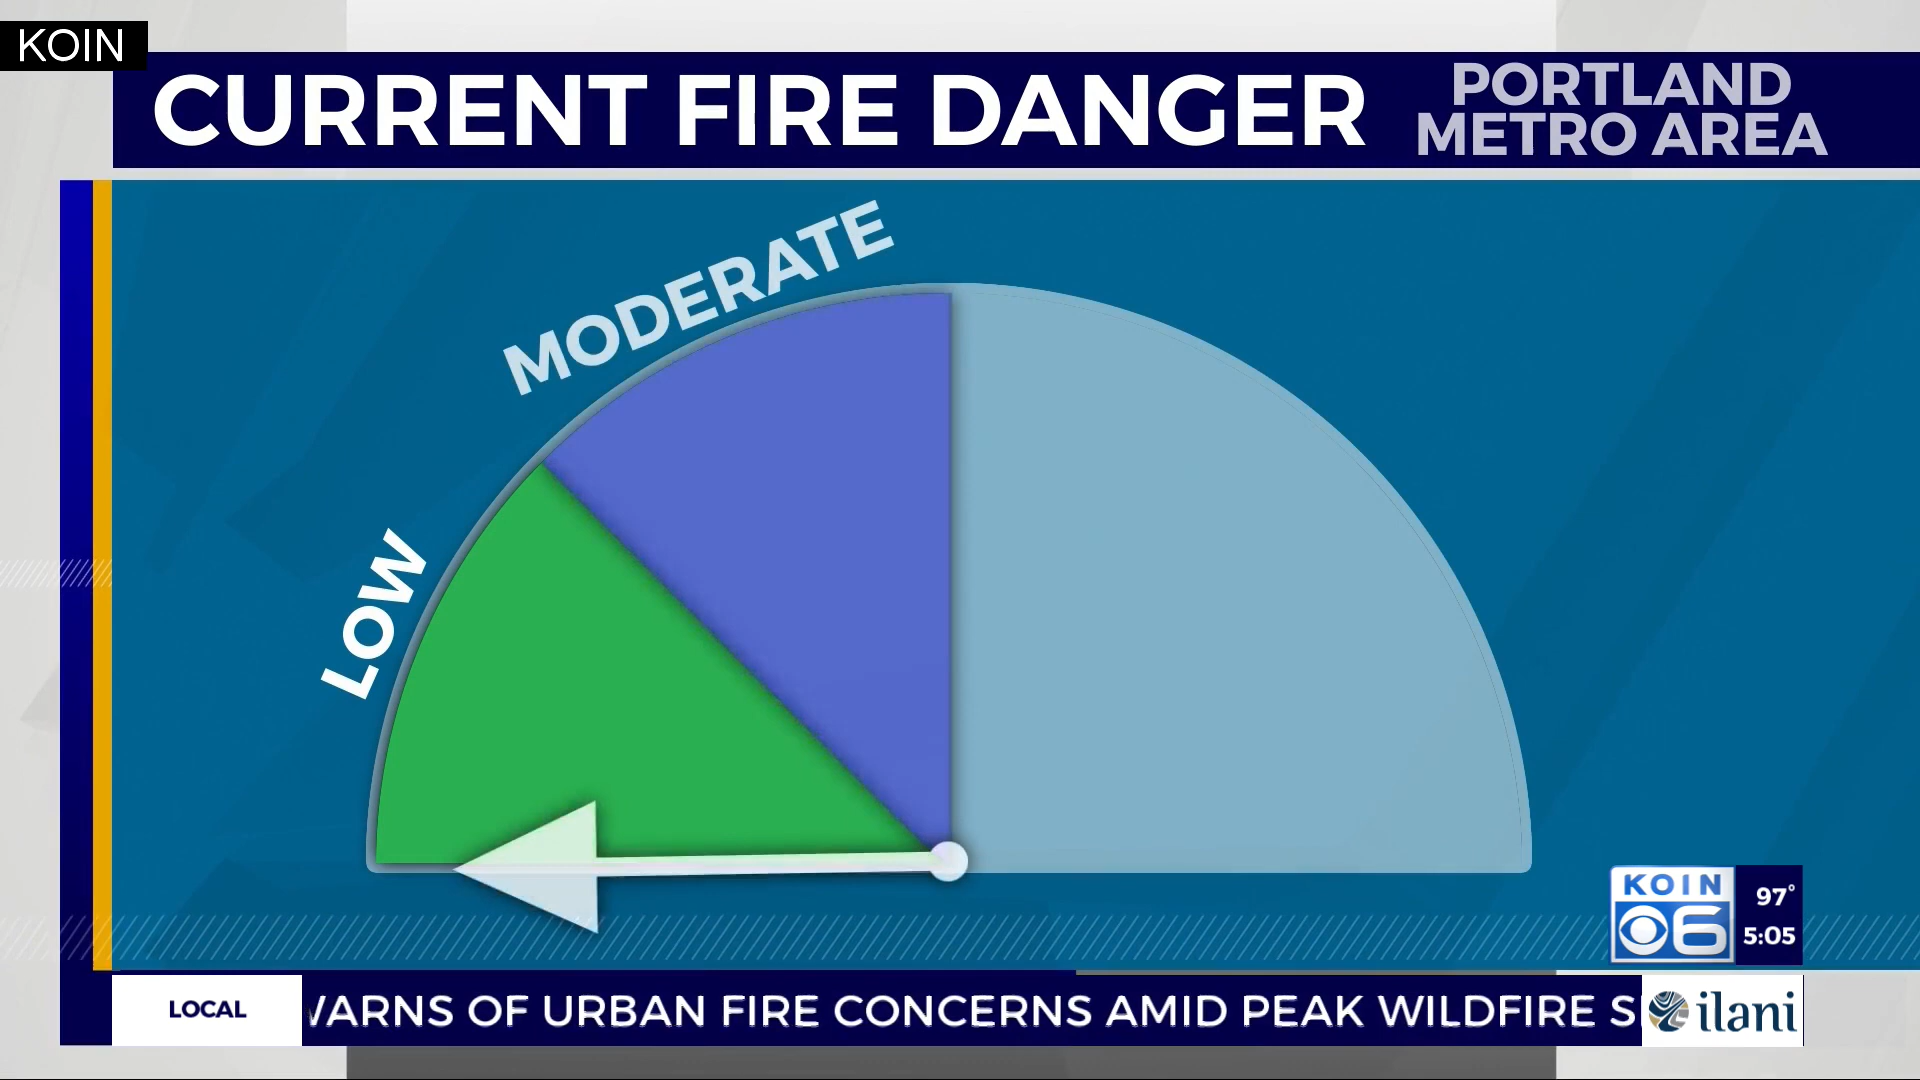 KOIN
CURRENT FIRE DANGER
PORTLAND
METRO AREA
MODERATE
LOW
KOIN
6
97°
5:05
LOCAL
OF URBAN FIRE CONCERNS AMID PEAK WILDFIRE
ilani